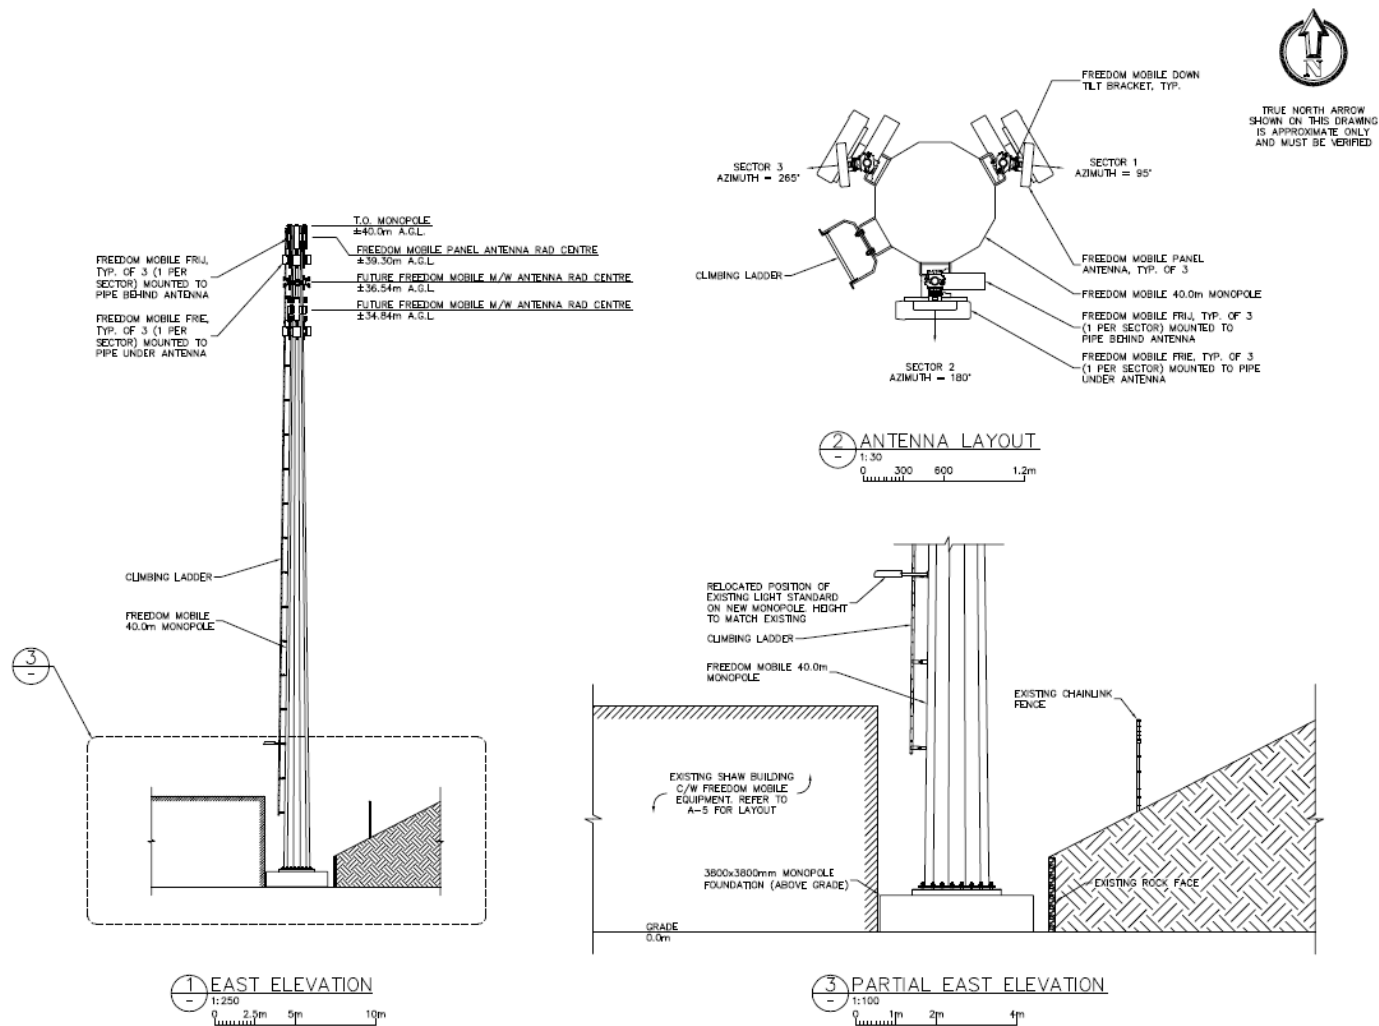 N
TRUE NORTH ARROW
SHOWN ON THIS DRAWING
IS APPROXIMATE ONLY
AND MUST BE VERIFIED
T.O. MONOPOLE
±40.0m A.G.L.
FREEDOM MOBILE PANEL ANTENNA RAD CENTRE
±39.30m A.G.L.
FUTURE FREEDOM MOBILE M/W ANTENNA RAD CENTRE
±36.54m A.G.L.
FUTURE FREEDOM MOBILE M/W ANTENNA RAD CENTRE
±34.84m A.G.L.
FREEDOM MOBILE FRIJ,
TYP. OF 3 (1 PER
SECTOR) MOUNTED TO
PIPE BEHIND ANTENNA
FREEDOM MOBILE FRIE,
TYP. OF 3 (1 PER
SECTOR) MOUNTED TO
PIPE UNDER ANTENNA
CLIMBING LADDER
FREEDOM MOBILE
40.0m MONOPOLE
3
-
1
-
EAST ELEVATION
1:250
0 2.5m 5m 10m
FREEDOM MOBILE DOWN
TILT BRACKET, TYP.
SECTOR 3
AZIMUTH = 265°
SECTOR 1
AZIMUTH = 95°
CLIMBING LADDER
FREEDOM MOBILE PANEL
ANTENNA, TYP. OF 3
FREEDOM MOBILE 40.0m MONOPOLE
FREEDOM MOBILE FRIJ, TYP. OF 3
(1 PER SECTOR) MOUNTED TO
PIPE BEHIND ANTENNA
FREEDOM MOBILE FRIE, TYP. OF 3
(1 PER SECTOR) MOUNTED TO PIPE
UNDER ANTENNA
SECTOR 2
AZIMUTH = 180°
2
-
ANTENNA LAYOUT
1:30
0 300 600 1.2m
RELOCATED POSITION OF
EXISTING LIGHT STANDARD
ON NEW MONOPOLE. HEIGHT
TO MATCH EXISTING
CLIMBING LADDER
FREEDOM MOBILE 40.0m
MONOPOLE
EXISTING CHAINLINK
FENCE
EXISTING SHAW BUILDING
C/W FREEDOM MOBILE
EQUIPMENT. REFER TO
A-5 FOR LAYOUT
3800x3800mm MONOPOLE
FOUNDATION (ABOVE GRADE)
EXISTING ROCK FACE
GRADE
0.0m
3
-
PARTIAL EAST ELEVATION
1:100
0 1m 2m 4m